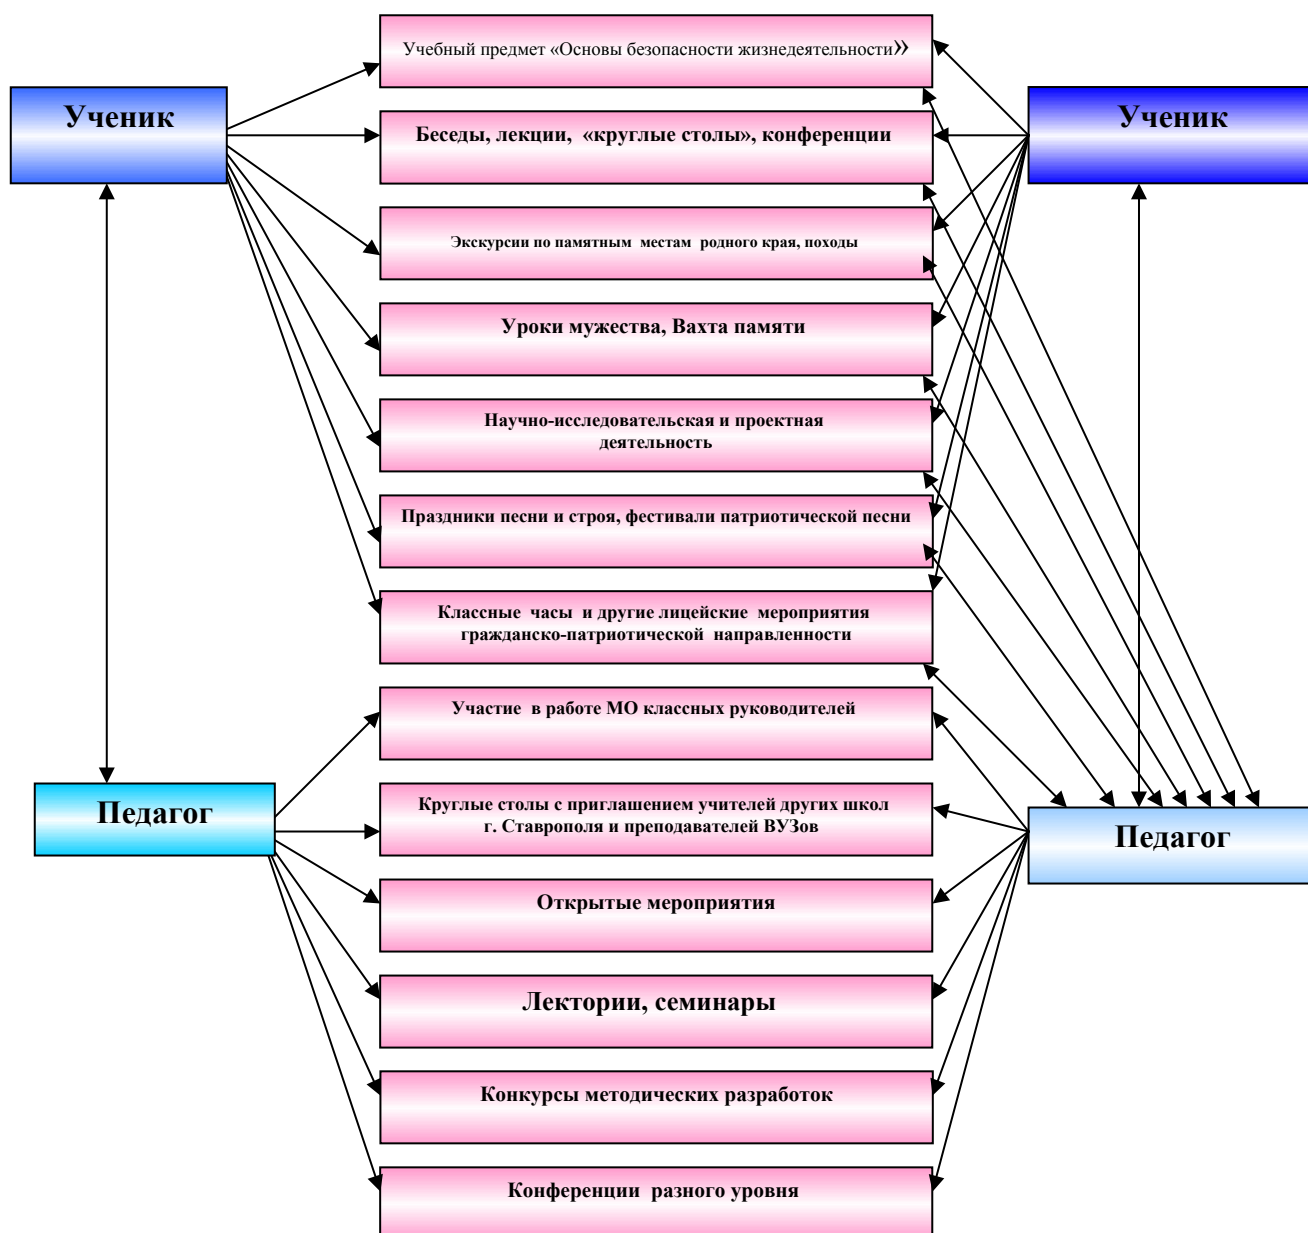 Учебный предмет «Основы безопасности жизнедеятельности»
Ученик
Ученик
Беседы, лекции, «круглые столы», конференции
Экскурсии по памятным местам родного края, походы
Уроки мужества, Вахта памяти
Научно-исследовательская и проектная
деятельность
Праздники песни и строя, фестивали патриотической песни
Классные часы и другие лицейские мероприятия
гражданско-патриотической направленности
Участие в работе МО классных руководителей
Педагог
Круглые столы с приглашением учителей других школ
г. Ставрополя и преподавателей ВУЗов
Педагог
Открытые мероприятия
Лектории, семинары
Конкурсы методических разработок
Конференции разного уровня